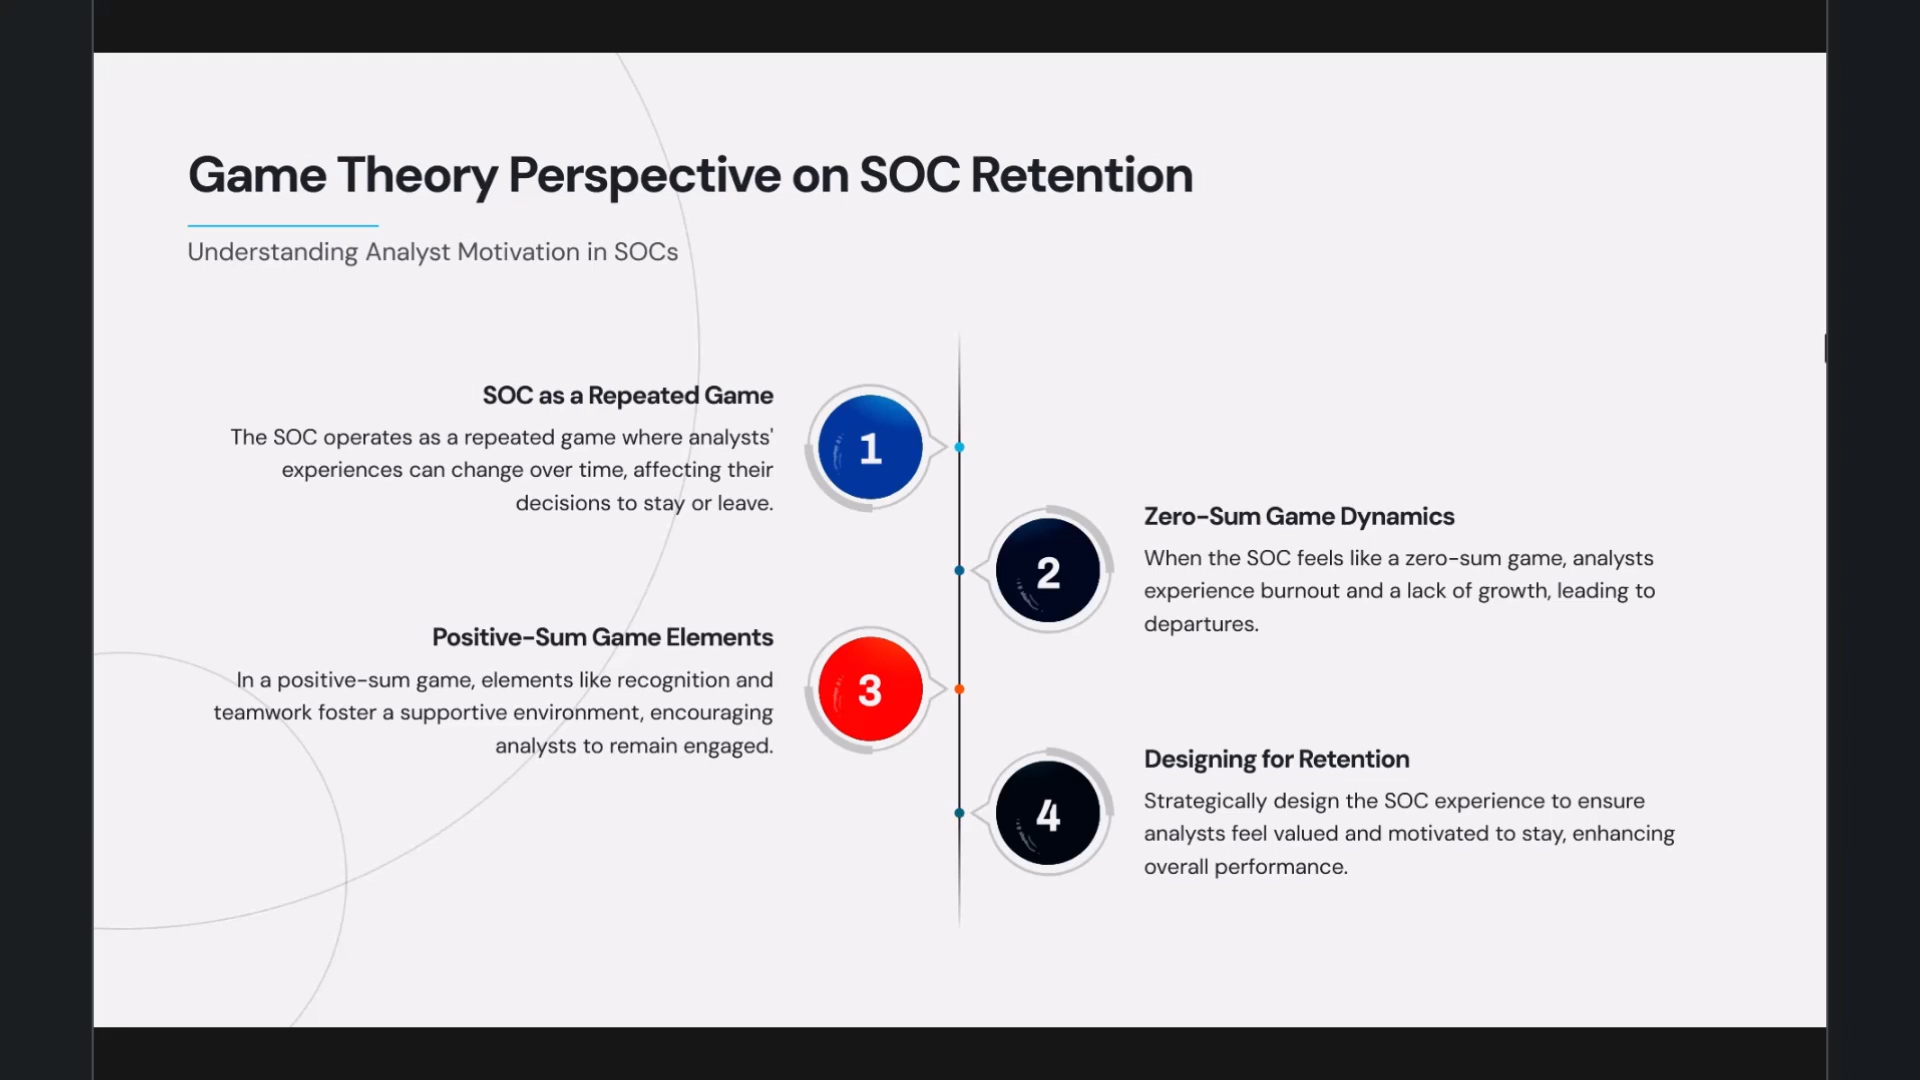 Game Theory Perspective on SOC Retention
Understanding Analyst Motivation in SOCs
SOC as a Repeated Game
The SOC operates as a repeated game where analysts'
experiences can change over time, affecting their
decisions to stay or leave.
1
2
Zero-Sum Game Dynamics
When the SOC feels like a zero-sum game, analysts
experience burnout and a lack of growth, leading to
departures.
Positive-Sum Game Elements
In a positive-sum game, elements like recognition and
teamwork foster a supportive environment, encouraging
analysts to remain engaged.
3
4
Designing for Retention
Strategically design the SOC experience to ensure
analysts feel valued and motivated to stay, enhancing
overall performance.